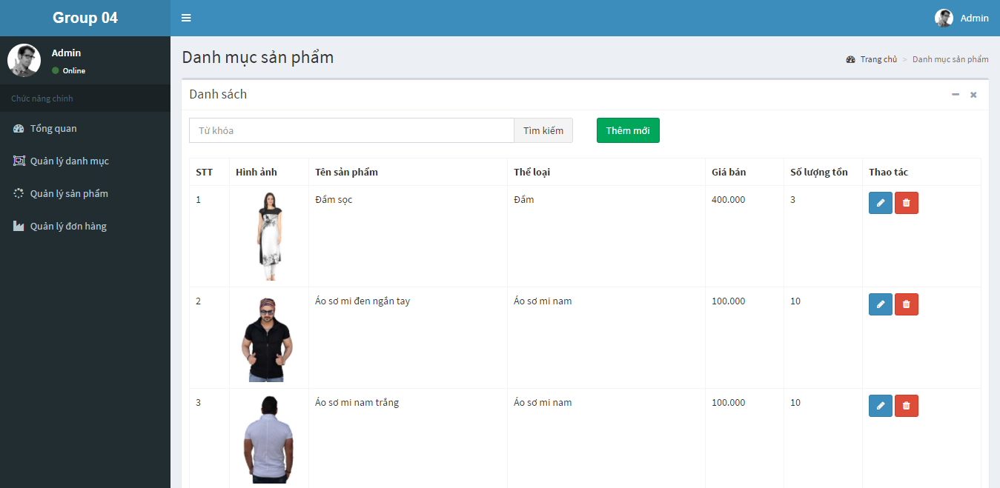 Group 04
Admin
Admin
Online
Chức năng chính
Tổng quan
Quản lý danh mục
Quản lý sản phẩm
Quản lý đơn hàng
Danh mục sản phẩm
Trang chủ > Danh mục sản phẩm
Danh sách
Từ khóa Tìm kiếm Thêm mới
STT Hình ảnh Tên sản phẩm Thể loại Giá bán Số lượng tồn Thao tác
1 Đầm sọc Đầm 400.000 3
2 Áo sơ mi đen ngắn tay Áo sơ mi nam 100.000 10
3 Áo sơ mi nam trắng Áo sơ mi nam 100.000 10